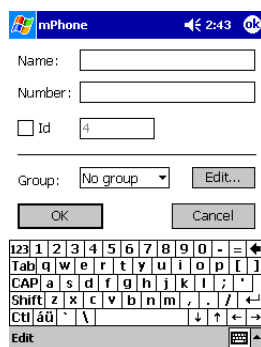 mPhone 2:43 ok
Name:
Number:
Id 4
Group: No group Edit...
OK Cancel
123 1 2 3 4 5 6 7 8 9 0 - =
Tab q w e r t y u i o p [ ]
CAP a s d f g h j k l ; '
Shift z x c v b n m , . /
Ctl áü ` \
Edit